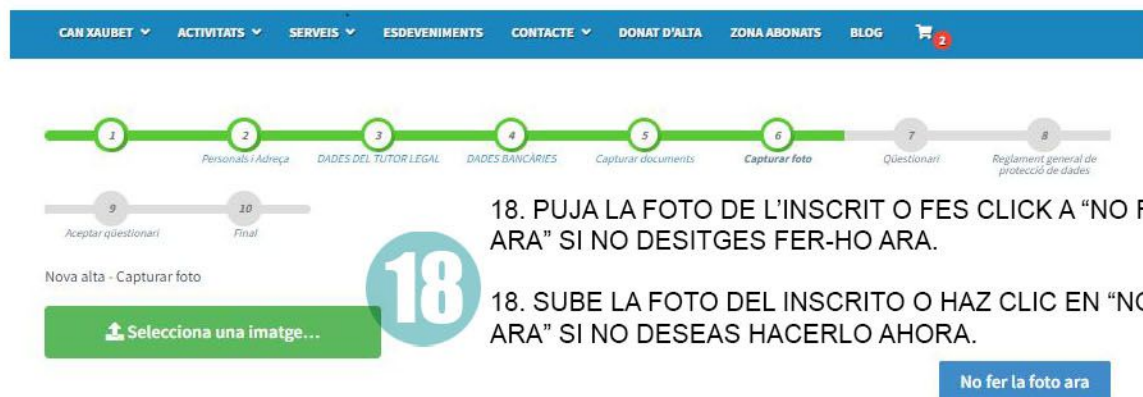 CAN XAUBET ACTIVITATS SERVEIS ESDEVENIMENTS CONTACTE DONAT D'ALTA ZONA ABONATS BLOG 2
1 2 3 4 5 6 7 8
Personals i Adreça DADES DEL TUTOR LEGAL DADES BANCÀRIES Capturar documents Capturar foto Qüestionari Reglament general de
protecció de dades
9 10
Aceptar qüestionari Final
18. PUJA LA FOTO DE L'INSCRIT O FES CLICK A “NO
ARA” SI NO DESITGES FER-HO ARA.
Nova alta - Capturar foto
18
18. SUBE LA FOTO DEL INSCRITO O HAZ CLIC EN “NO
ARA” SI NO DESEAS HACERLO AHORA.
Selecciona una imatge...
No fer la foto ara